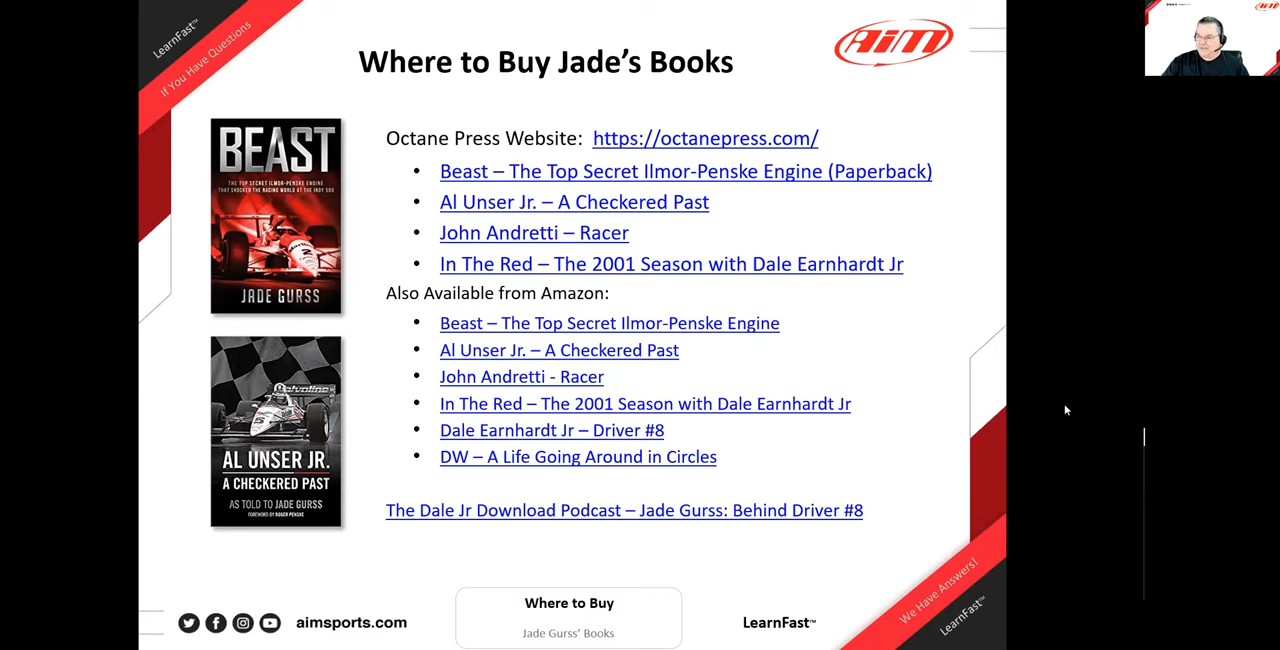 LearnFast™
If You Have Questions
Where to Buy Jade's Books
AiM
AiM
BEAST
THE TOP SECRET ILMOR-PENSKE ENGINE
THAT SHOCKED THE RACING WORLD AT THE INDY 500
JADE GURSS
Octane Press Website: https://octanepress.com/
• Beast – The Top Secret Ilmor-Penske Engine (Paperback)
• Al Unser Jr. – A Checkered Past
• John Andretti – Racer
• In The Red – The 2001 Season with Dale Earnhardt Jr
Also Available from Amazon:
• Beast – The Top Secret Ilmor-Penske Engine
• Al Unser Jr. – A Checkered Past
• John Andretti - Racer
• In The Red – The 2001 Season with Dale Earnhardt Jr
• Dale Earnhardt Jr – Driver #8
• DW – A Life Going Around in Circles
Valvoline
AL UNSER JR.
A CHECKERED PAST
AS TOLD TO JADE GURSS
FOREWORD BY ROGER PENSKE
The Dale Jr Download Podcast – Jade Gurss: Behind Driver #8
We Have Answers!
LearnFast™
aimsports.com
Where to Buy
Jade Gurss' Books
LearnFast™